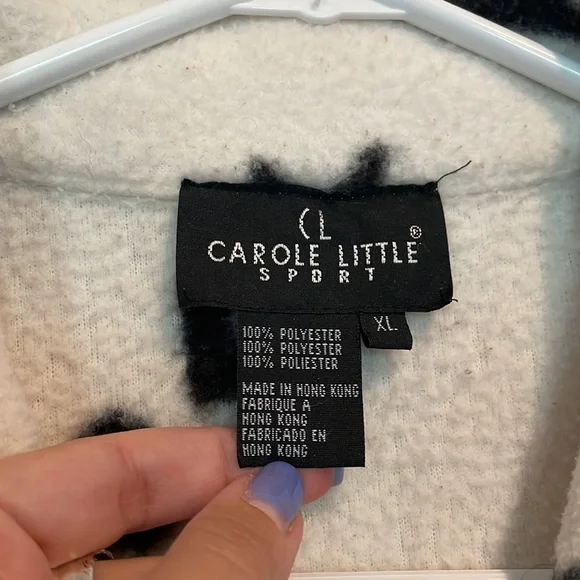 CL
CAROLE LITTLE®
SPORT
XL
100% POLYESTER
100% POLYESTER
100% POLIESTER
MADE IN HONG KONG
FABRIQUE A
HONG KONG
FABRICADO EN
HONG KONG